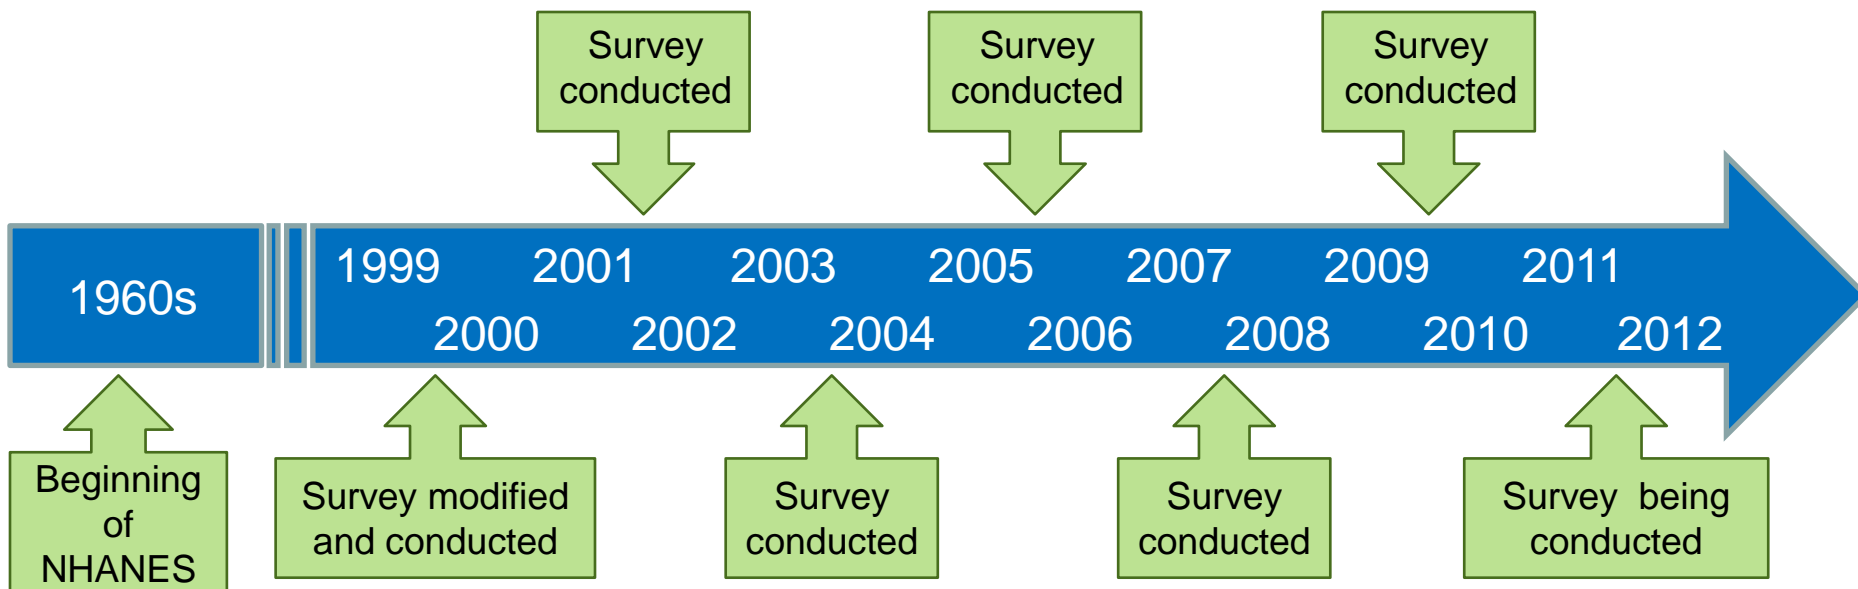 Survey
conducted
Survey
conducted
Survey
conducted
1960s
1999 2001 2003 2005 2007 2009 2011
2000 2002 2004 2006 2008 2010 2012
Beginning
of
NHANES
Survey modified
and conducted
Survey
conducted
Survey
conducted
Survey being
conducted